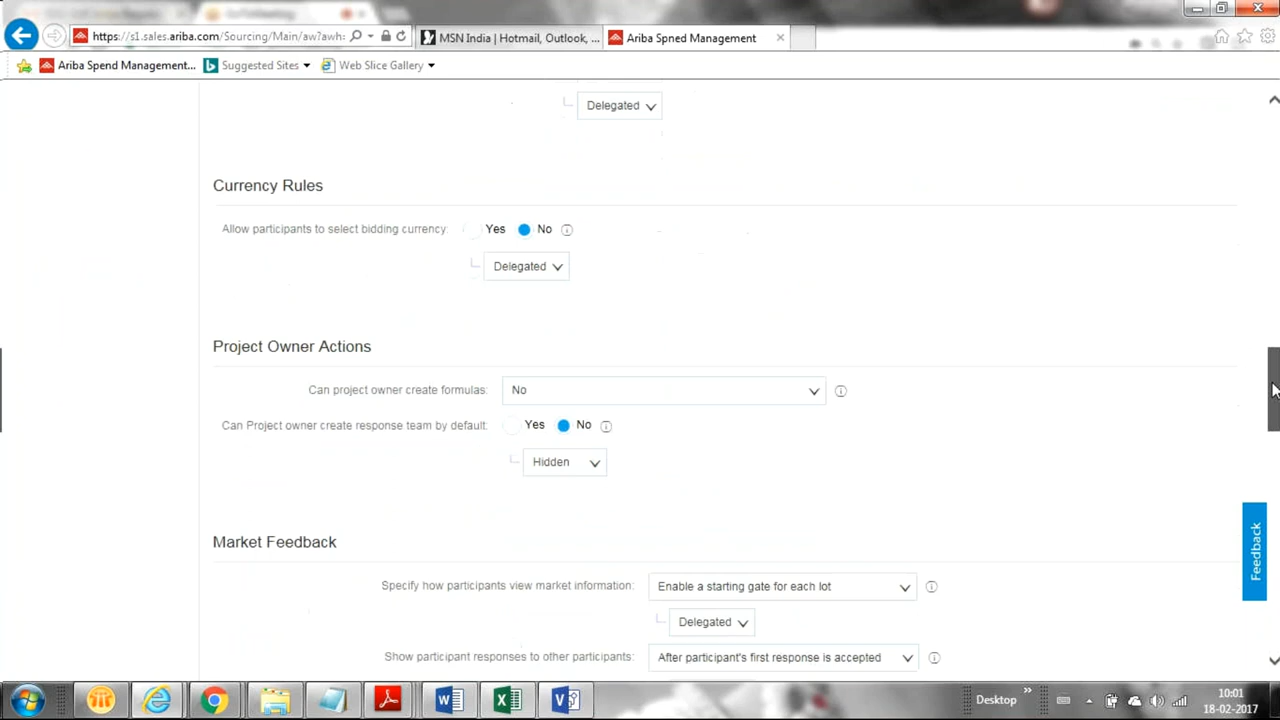 https://s1.sales.ariba.com/Sourcing/Main/aw?awh:
MSN India | Hotmail, Outlook, ...
Ariba Spned Management
Ariba Spend Management...
Suggested Sites
Web Slice Gallery
Delegated
Currency Rules
Allow participants to select bidding currency:
Yes
No
Delegated
Project Owner Actions
Can project owner create formulas:
No
Can Project owner create response team by default:
Yes
No
Hidden
Market Feedback
Specify how participants view market information:
Enable a starting gate for each lot
Delegated
Show participant responses to other participants:
After participant's first response is accepted
Feedback
Desktop
10:01
18-02-2017